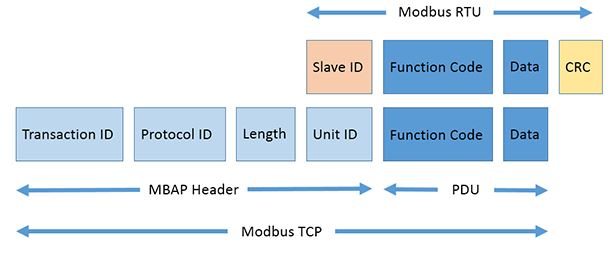 Modbus RTU
Slave ID Function Code Data CRC
Transaction ID Protocol ID Length Unit ID Function Code Data
MBAP Header PDU
Modbus TCP